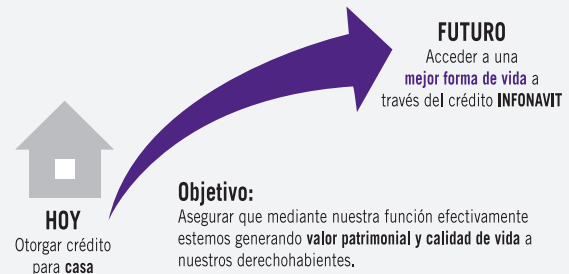 FUTURO
Acceder a una
mejor forma de vida a
través del crédito INFONAVIT
HOY
Otorgar crédito
para casa
Objetivo:
Asegurar que mediante nuestra función efectivamente
estemos generando valor patrimonial y calidad de vida a
nuestros derechohabientes.